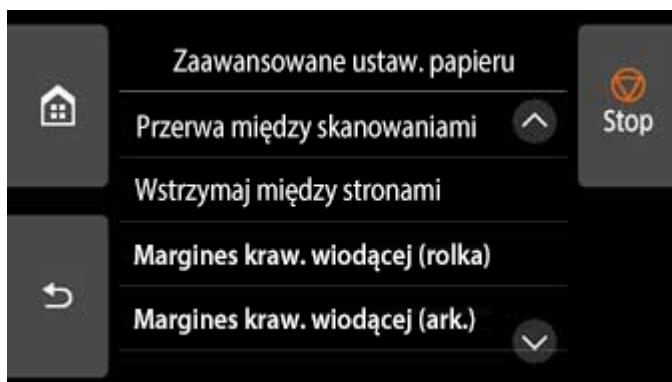 Zaawansowane ustaw. papieru
Przerwa między skanowaniami
Stop
Wstrzymaj między stronami
Margines kraw. wiodącej (rolka)
Margines kraw. wiodącej (ark.)